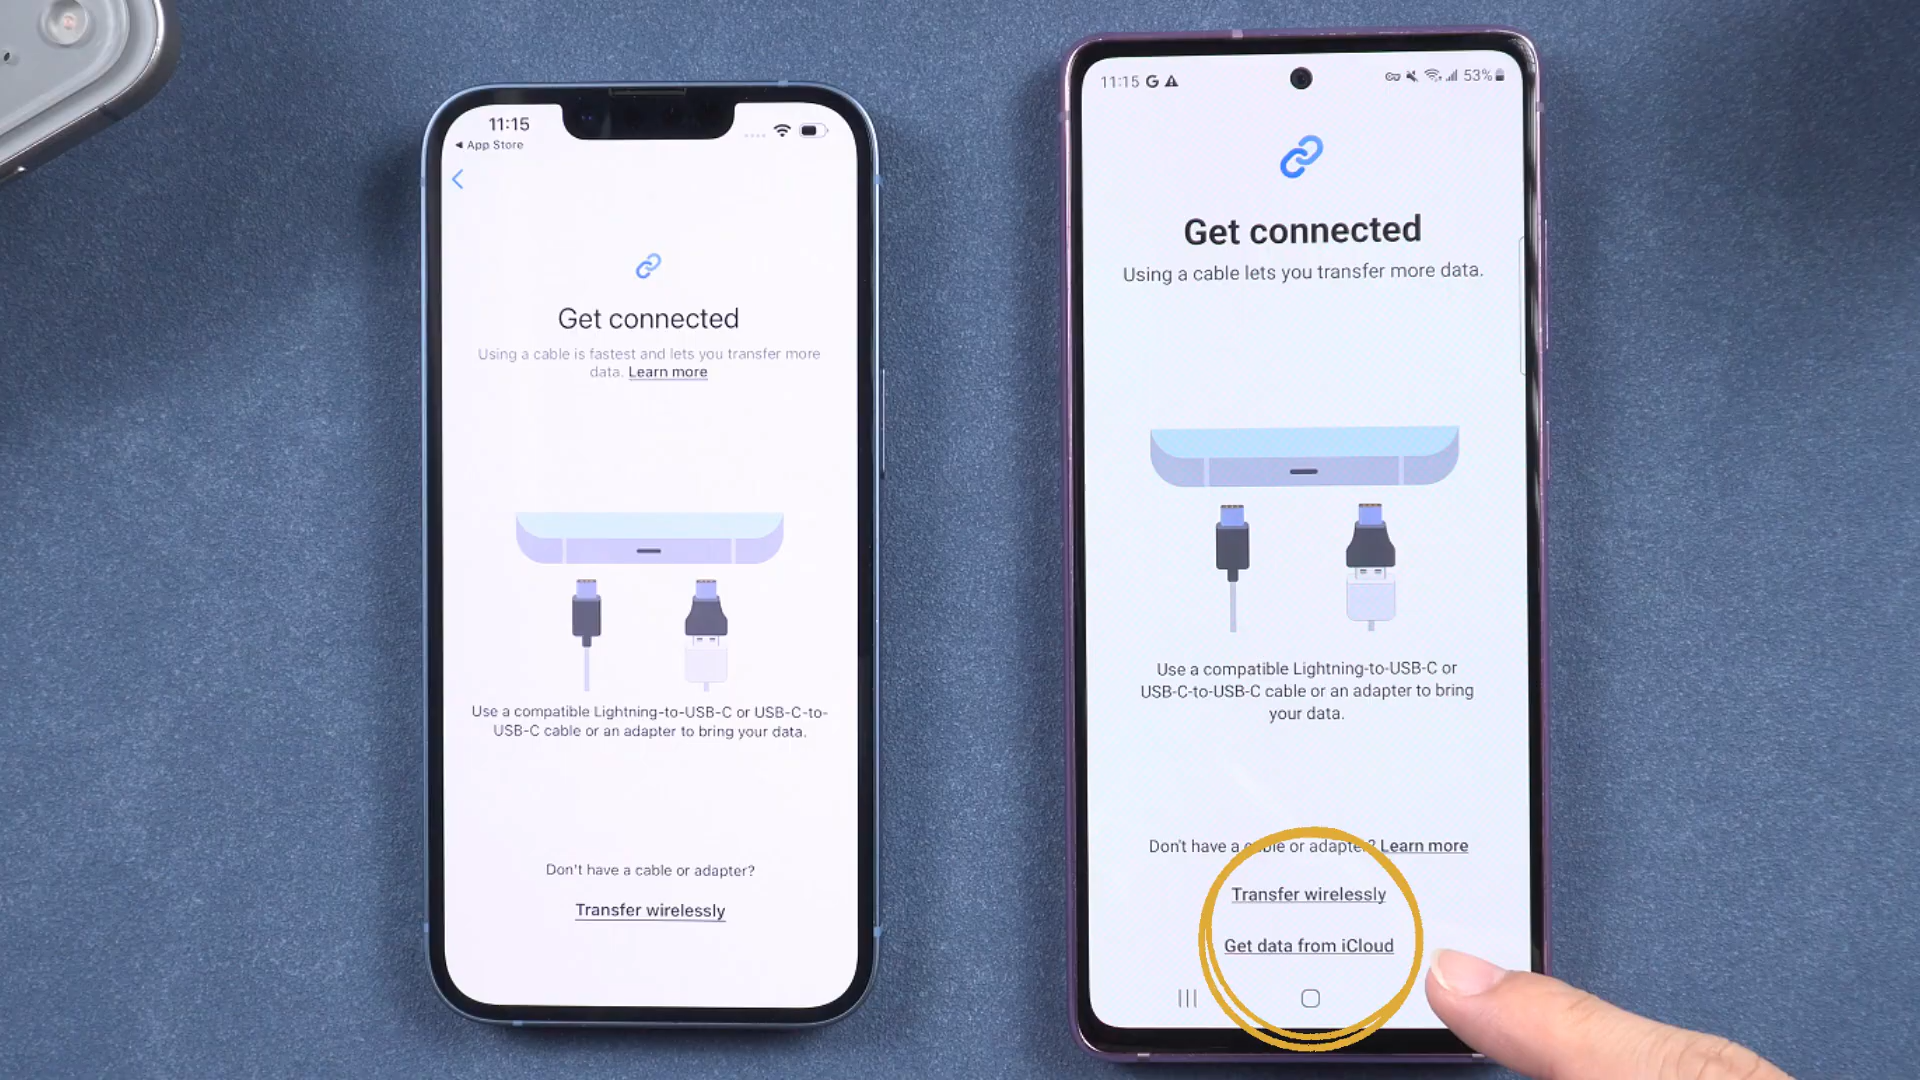 11:15
◀ App Store
Get connected
Using a cable is fastest and lets you transfer more
data. Learn more
Use a compatible Lightning-to-USB-C or USB-C-to-
USB-C cable or an adapter to bring your data.
Don't have a cable or adapter?
Transfer wirelessly
11:15 G
53%
Get connected
Using a cable lets you transfer more data.
Use a compatible Lightning-to-USB-C or
USB-C-to-USB-C cable or an adapter to bring
your data.
Don't have a cable or adapter? Learn more
Transfer wirelessly
Get data from iCloud